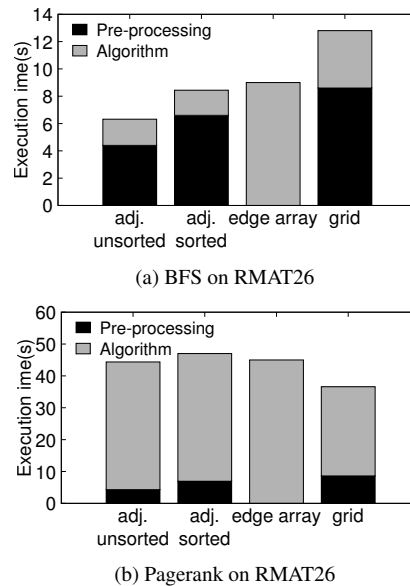 14
12
10
8
6
4
2
0
Execution ime(s)
Pre-processing
Algorithm
adj. unsorted
adj. sorted
edge array
grid
(a) BFS on RMAT26
60
50
40
30
20
10
0
Execution ime(s)
Pre-processing
Algorithm
adj. unsorted
adj. sorted
edge array
grid
(b) Pagerank on RMAT26